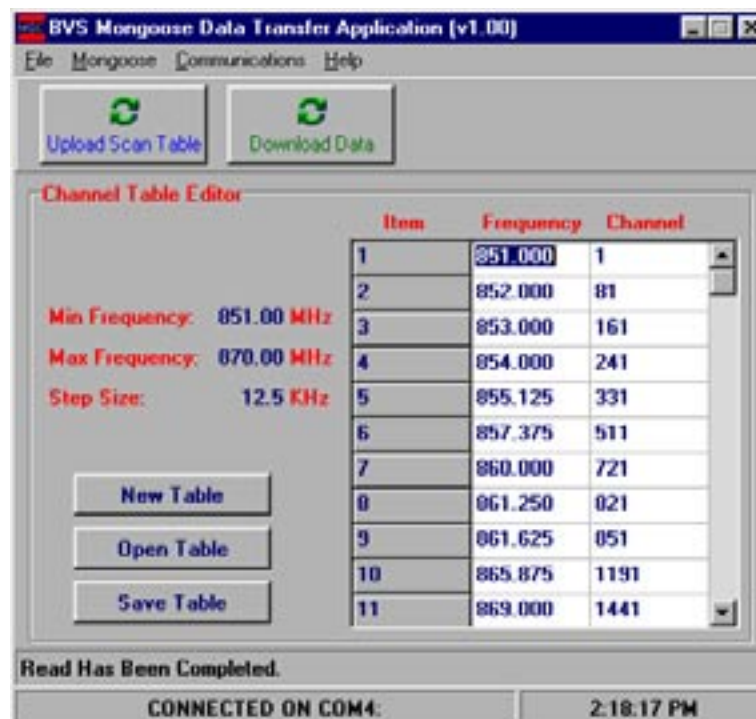 BVS Mongoose Data Transfer Application (v1.00)
File Mongoose Communications Help
Upload Scan Table Download Data
Channel Table Editor
Item Frequency Channel
1 851.000 1
2 852.000 81
Min Frequency: 851.00 MHz
3 853.000 161
Max Frequency: 870.00 MHz
4 854.000 241
Step Size: 12.5 KHz
5 855.125 331
6 857.375 511
7 860.000 721
New Table
8 861.250 821
9 861.625 851
Open Table
10 865.875 1191
Save Table
11 869.000 1441
Read Has Been Completed.
CONNECTED ON COM4: 2:18:17 PM